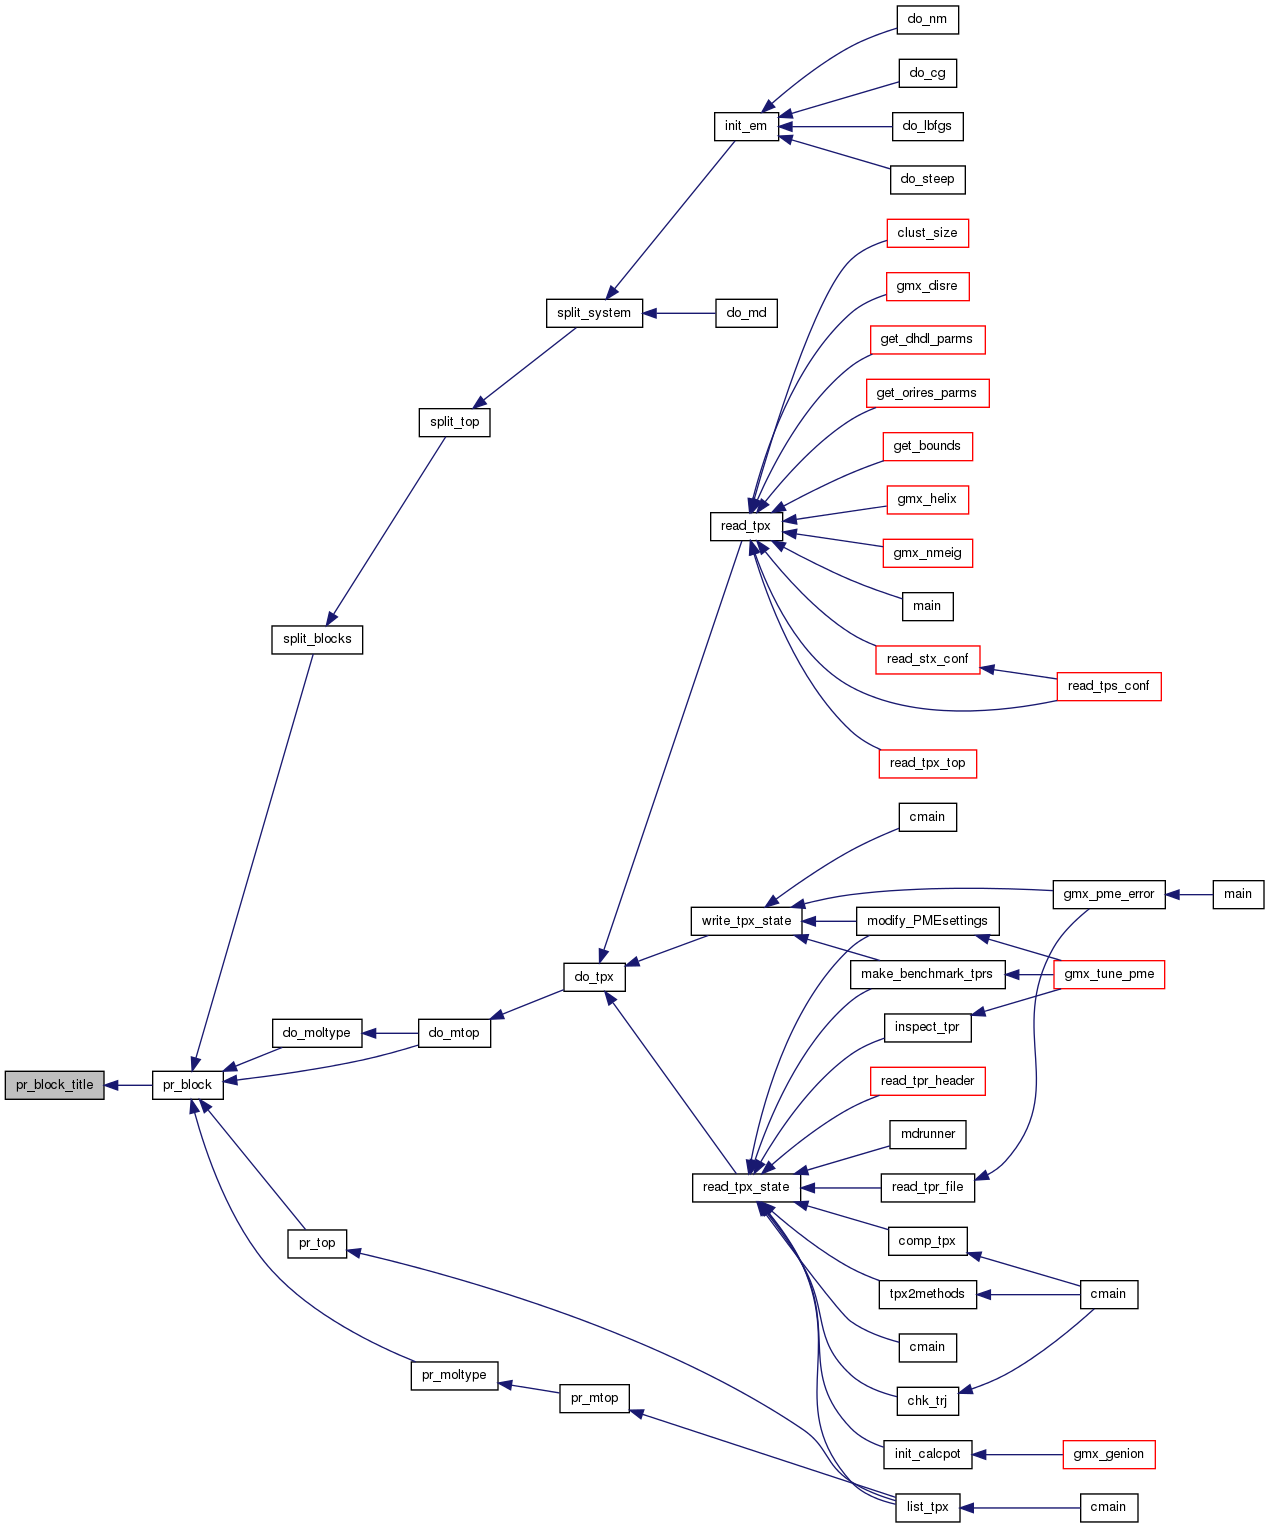 do_nm
do_cg
init_em
do_lbfgs
do_steep
clust_size
gmx_disre
split_system
do_md
get_dhdl_parms
get_orires_parms
split_top
get_bounds
gmx_helix
read_tpx
gmx_nmeig
main
split_blocks
read_stx_conf
read_tps_conf
read_tpx_top
cmain
gmx_pme_error
main
write_tpx_state
modify_PMEsettings
do_tpx
make_benchmark_tprs
gmx_tune_pme
inspect_tpr
do_moltype
do_mtop
read_tpr_header
pr_block_title
pr_block
mdrunner
read_tpx_state
read_tpr_file
comp_tpx
pr_top
tpx2methods
cmain
cmain
pr_moltype
pr_mtop
chk_trj
init_calcpot
gmx_genion
list_tpx
cmain